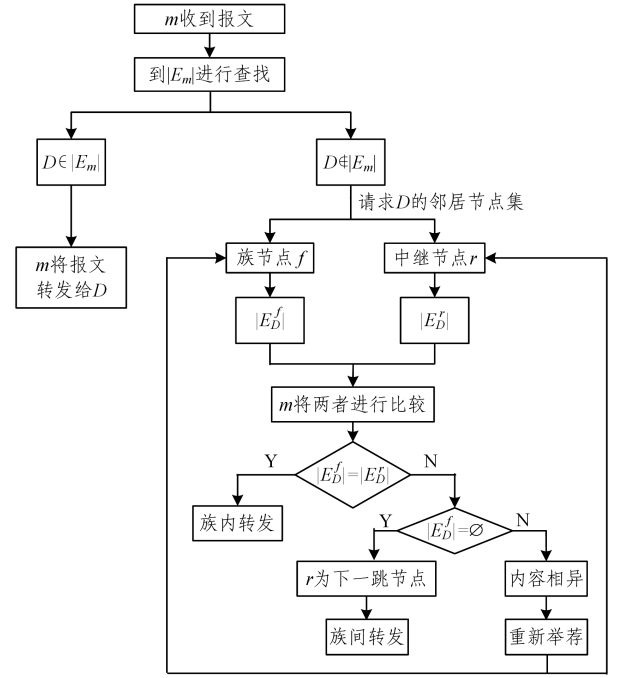 m收到报文
到|Eₘ|进行查找
D∈|Eₘ|
D∉|Eₘ|
请求D的邻居节点集
m将报文
转发给D
族节点 f
中继节点r
|E_D^f|
|E_D^r|
m将两者进行比较
Y
|E_D^f|=|E_D^r|
N
族内转发
Y
|E_D^f|=∅
N
r为下一跳节点
内容相异
族间转发
重新举荐